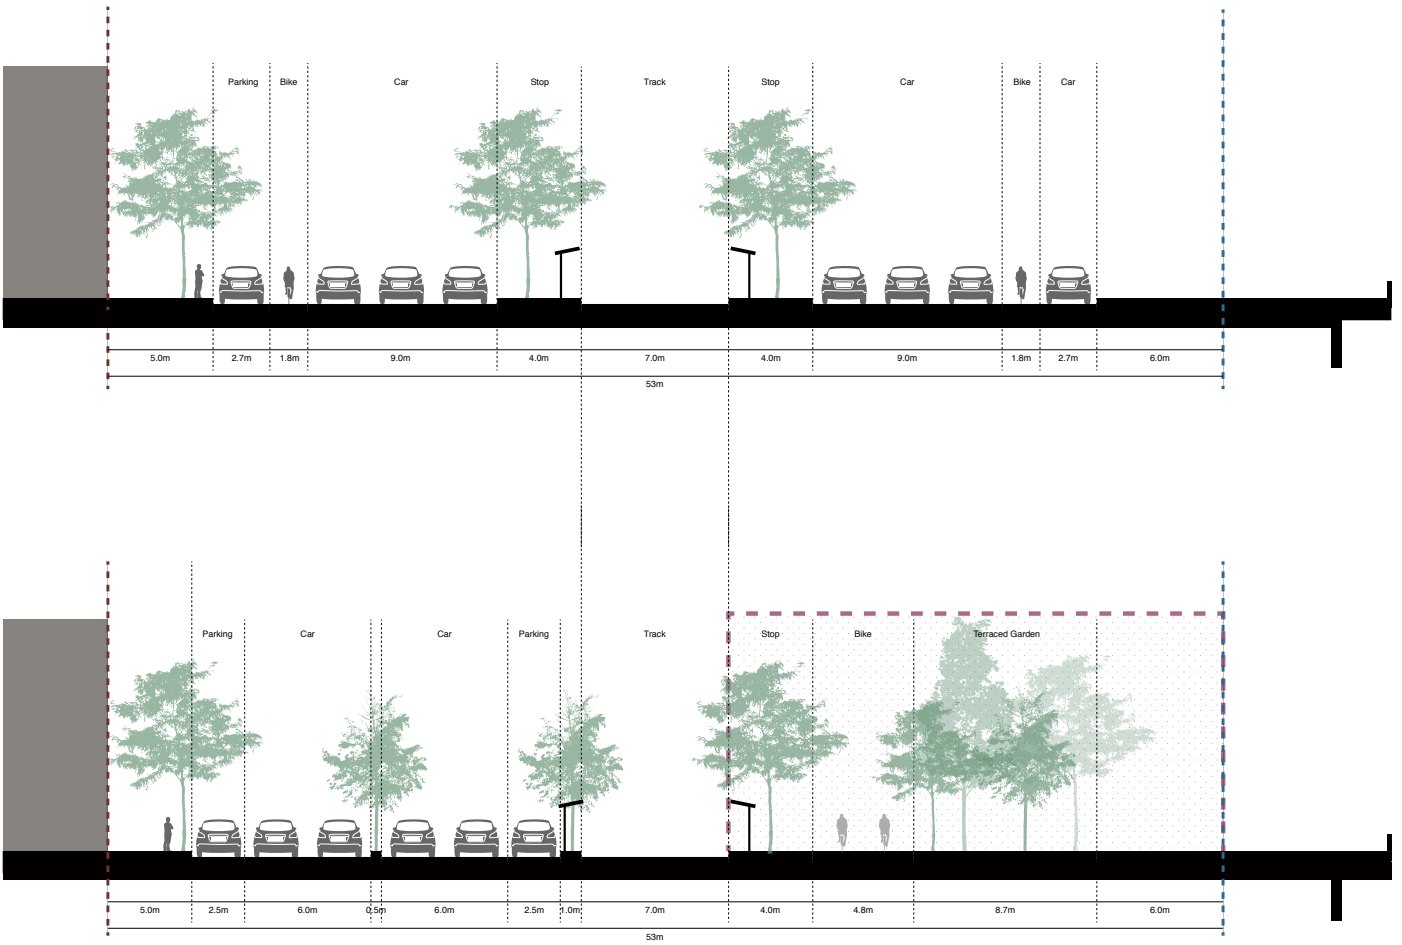 Parking Bike Car Stop Track Stop Car Bike Car
5.0m 2.7m 1.8m 9.0m 4.0m 7.0m 4.0m 9.0m 1.8m 2.7m 6.0m
53m
Parking Car Car Parking Track Stop Bike Terraced Garden
5.0m 2.5m 6.0m 0.5m 6.0m 2.5m 1.0m 7.0m 4.0m 4.8m 8.7m 6.0m
53m